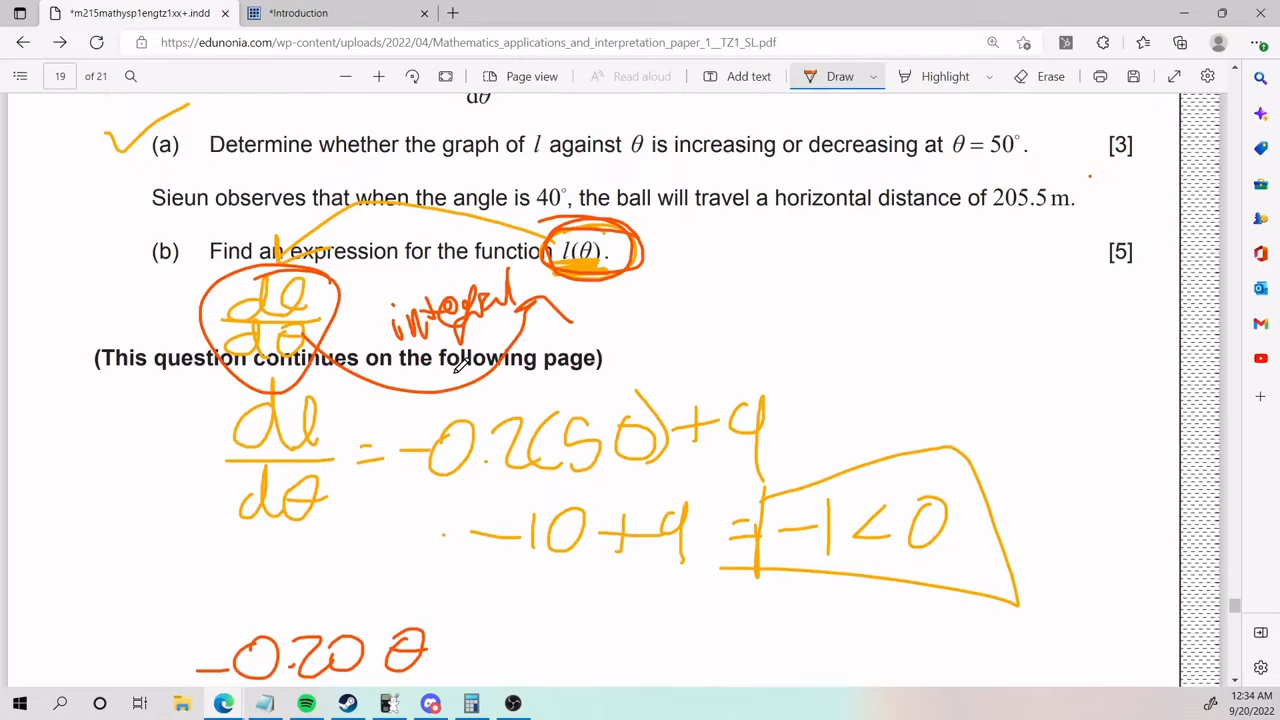 *m215mathysp1engtz1xx+.indd
*Introduction
https://edunonia.com/wp-content/uploads/2022/04/Mathematics_applications_and_interpretation_paper_1__TZ1_SL.pdf
19 of 21
Page view
Read aloud
Add text
Draw
Highlight
Erase
dθ
(a) Determine whether the graph of l against θ is increasing or decreasing at θ = 50°. [3]
Sieun observes that when the angle is 40°, the ball will travel a horizontal distance of 205.5 m.
(b) Find an expression for the function l(θ). [5]
dl
dθ
integral
(This question continues on the following page)
dl
dθ
= -0.2(50)+9
-10+9 = -1<0
-0.20 θ
12:34 AM
9/20/2022